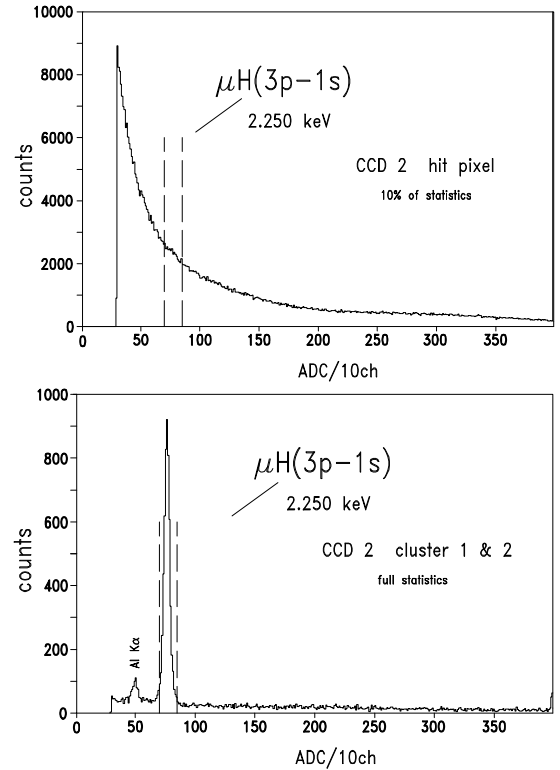 10000
8000
6000
4000
2000
0
counts
μH(3p−1s)
2.250 keV
CCD 2 hit pixel
10% of statistics
0 50 100 150 200 250 300 350
ADC/10ch
1000
800
600
400
200
0
counts
μH(3p−1s)
2.250 keV
CCD 2 cluster 1 & 2
full statistics
Al Kα
0 50 100 150 200 250 300 350
ADC/10ch